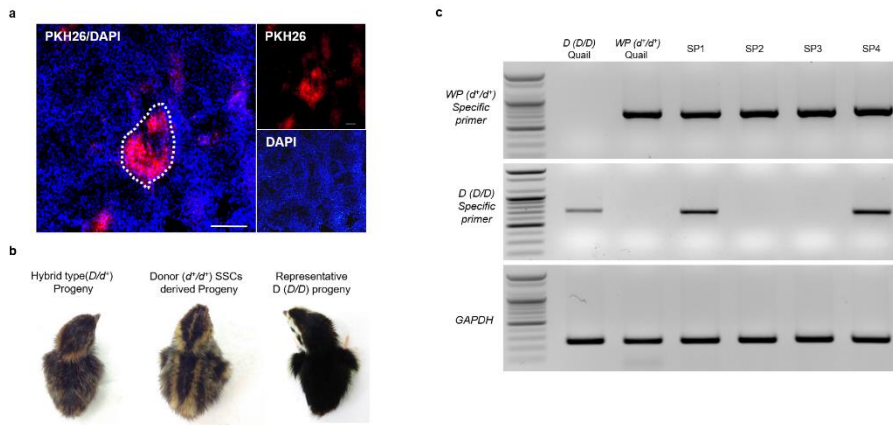 a
PKH26/DAPI
PKH26
DAPI
b
Hybrid type(D/d⁺)
Progeny
Donor (d⁺/d⁺) SSCs
derived Progeny
Representative
D (D/D) progeny
c
D (D/D)
Quail
WP (d⁺/d⁺)
Quail
SP1
SP2
SP3
SP4
WP (d⁺/d⁺)
Specific
primer
D (D/D)
Specific
primer
GAPDH